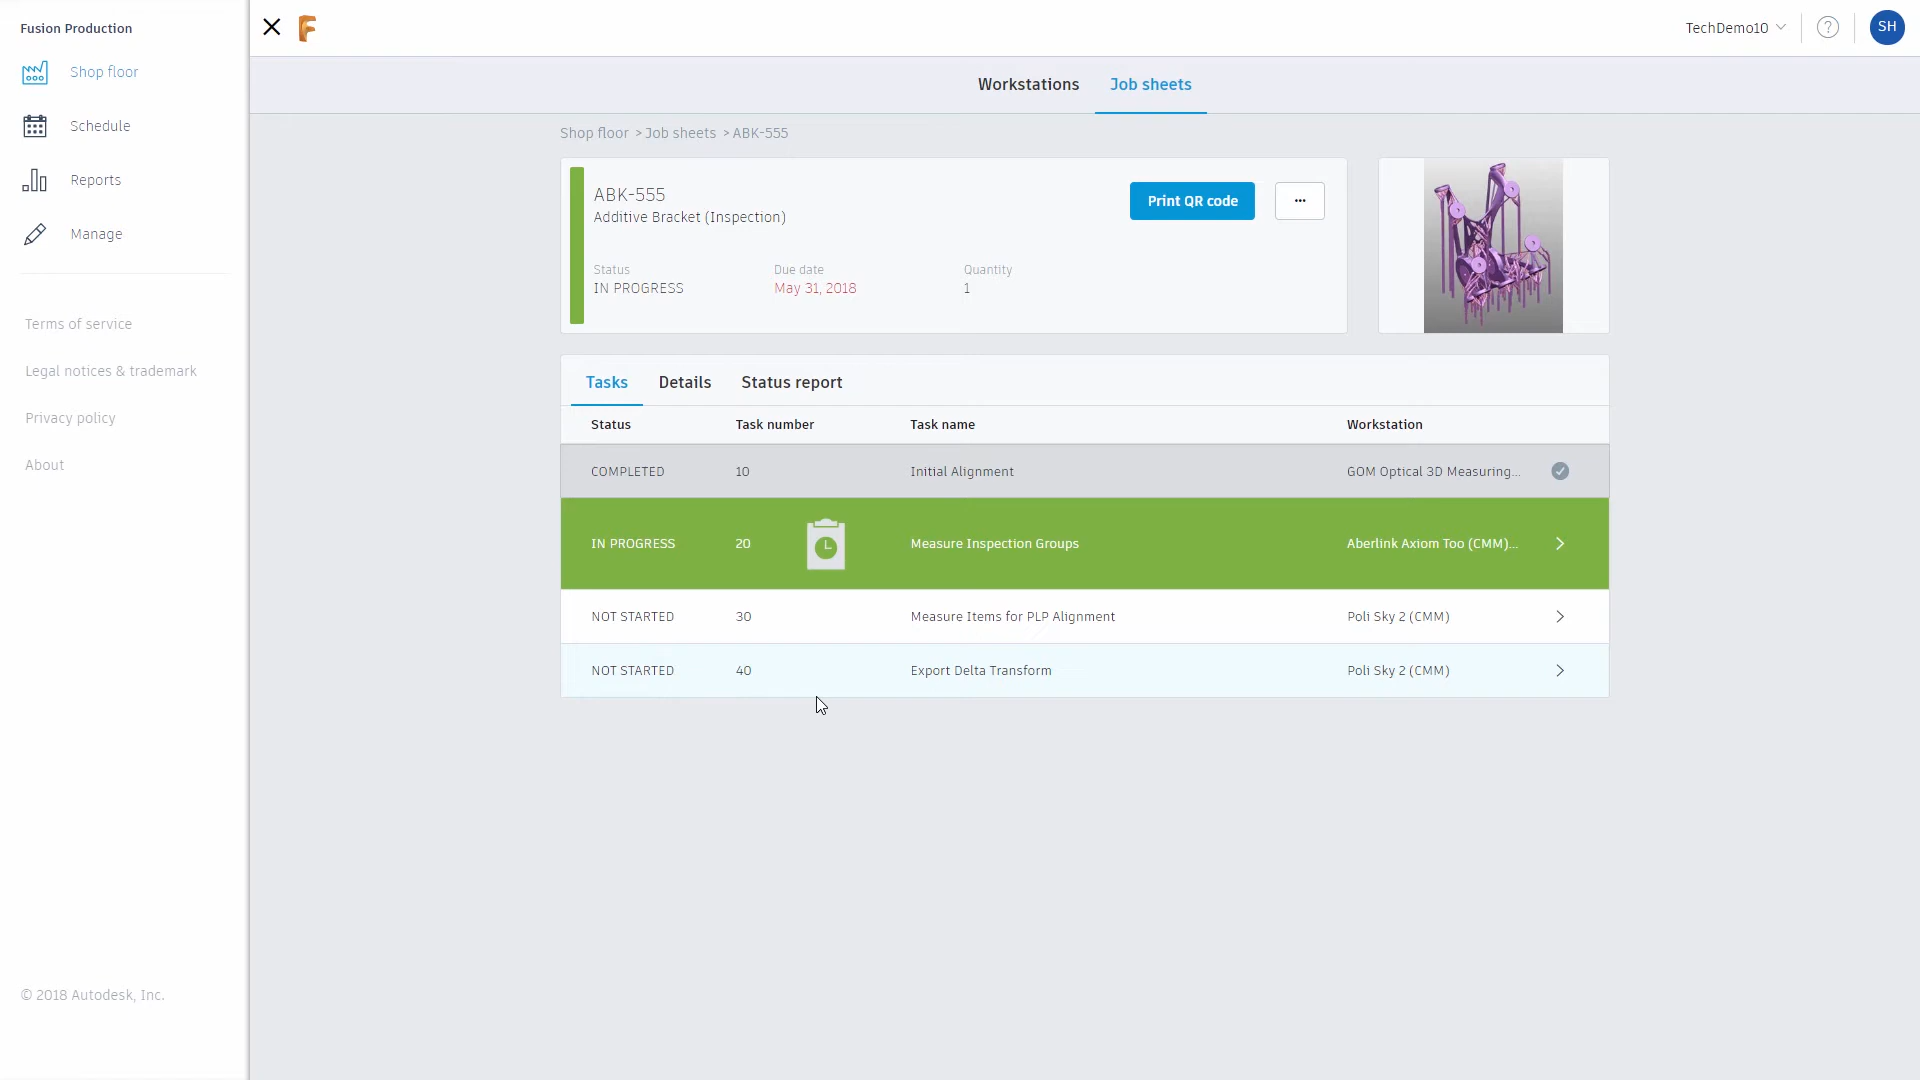 Fusion Production
Shop floor
Schedule
Reports
Manage
Terms of service
Legal notices & trademark
Privacy policy
About
© 2018 Autodesk, Inc.
TechDemo10
?
SH
Workstations
Job sheets
Shop floor > Job sheets > ABK-555
ABK-555
Additive Bracket (Inspection)
Print QR code
...
Status Due date Quantity
IN PROGRESS May 31, 2018 1
Tasks Details Status report
Status Task number Task name Workstation
COMPLETED 10 Initial Alignment GOM Optical 3D Measuring...
IN PROGRESS 20 Measure Inspection Groups Aberlink Axiom Too (CMM)...
NOT STARTED 30 Measure Items for PLP Alignment Poli Sky 2 (CMM)
NOT STARTED 40 Export Delta Transform Poli Sky 2 (CMM)